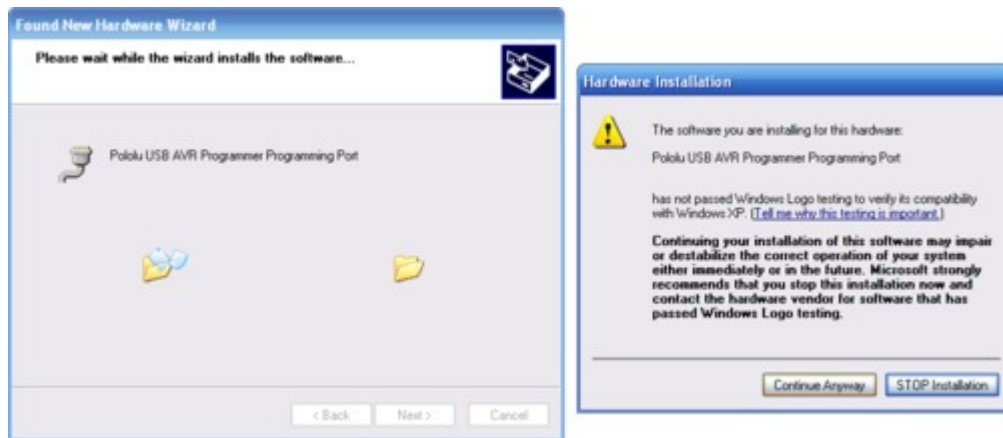 Found New Hardware Wizard
Please wait while the wizard installs the software...
Pololu USB AVR Programmer Programming Port
< Back
Next >
Cancel
Hardware Installation
The software you are installing for this hardware:
Pololu USB AVR Programmer Programming Port
has not passed Windows Logo testing to verify its compatibility
with Windows XP. (Tell me why this testing is important.)
Continuing your installation of this software may impair
or destabilize the correct operation of your system
either immediately or in the future. Microsoft strongly
recommends that you stop this installation now and
contact the hardware vendor for software that has
passed Windows Logo testing.
Continue Anyway
STOP Installation